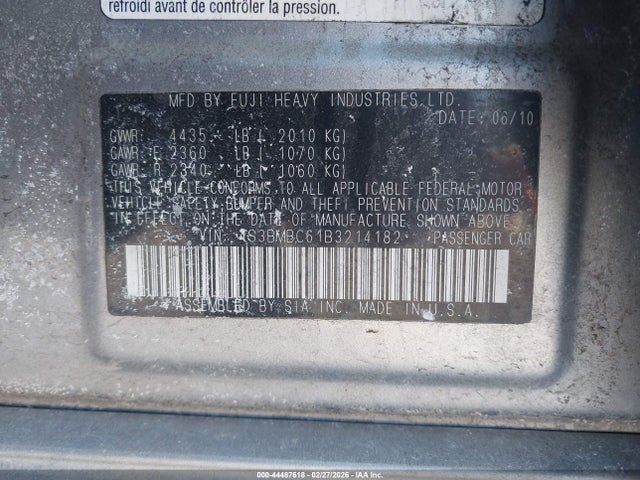 refroidi avant de contrôler la pression.
MFD BY FUJI HEAVY INDUSTRIES.LTD.
DATE: 06/10
GVWR: 4435 LB ( 2010 KG)
GAWR: F 2360 LB ( 1070 KG)
GAWR: R 2340 LB ( 1060 KG)
THIS VEHICLE CONFORMS TO ALL APPLICABLE FEDERAL MOTOR
VEHICLE SAFETY, BUMPER AND THEFT PREVENTION STANDARDS
IN EFFECT ON THE DATE OF MANUFACTURE SHOWN ABOVE.
VIN: 4S3BMBC61B3214182 PASSENGER CAR
ASSEMBLED BY SIA INC. MADE IN U.S.A.
000-44487618 - 02/27/2026 - IAA Inc.